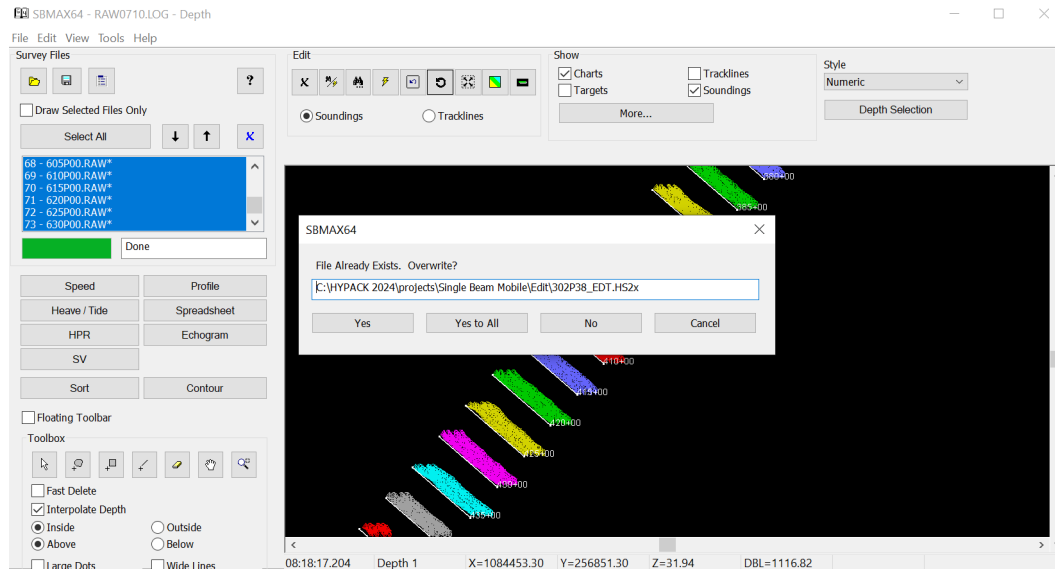 SBMAX64 - RAW0710.LOG - Depth
File Edit View Tools Help
Survey Files
?
Draw Selected Files Only
Select All
x
68 - 605P00.RAW*
69 - 610P00.RAW*
70 - 615P00.RAW*
71 - 620P00.RAW*
72 - 625P00.RAW*
73 - 630P00.RAW*
Done
Speed Profile
Heave / Tide Spreadsheet
HPR Echogram
SV
Sort Contour
Floating Toolbar
Toolbox
Fast Delete
Interpolate Depth
Inside Outside
Above Below
Large Dots Wide Lines
Edit
X
Soundings Tracklines
Show
Charts Tracklines
Targets Soundings
More...
Style
Numeric
Depth Selection
380+00
385+00
SBMAX64
File Already Exists. Overwrite?
C:\HYPACK 2024\projects\Single Beam Mobile\Edit\302P38_EDT.HS2x
Yes Yes to All No Cancel
410+00
415+00
420+00
425+00
430+00
435+00
08:18:17.204 Depth 1 X=1084453.30 Y=256851.30 Z=31.94 DBL=1116.82